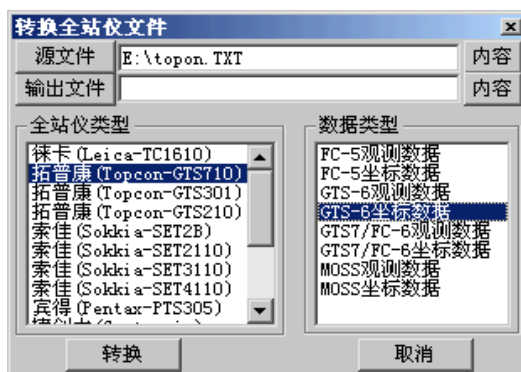 转换全站仪文件
源文件 E:\topon.TXT 内容
输出文件 内容
全站仪类型
徕卡(Leica-TC1610)
拓普康(Topcon-GTS710)
拓普康(Topcon-GTS301)
拓普康(Topcon-GTS210)
索佳(Sokkia-SET2B)
索佳(Sokkia-SET2110)
索佳(Sokkia-SET3110)
索佳(Sokkia-SET4110)
宾得(Pentax-PTS305)
数据类型
FC-5观测数据
FC-5坐标数据
GTS-6观测数据
GTS-6坐标数据
GTS7/FC-6观测数据
GTS7/FC-6坐标数据
MOSS观测数据
MOSS坐标数据
转换
取消